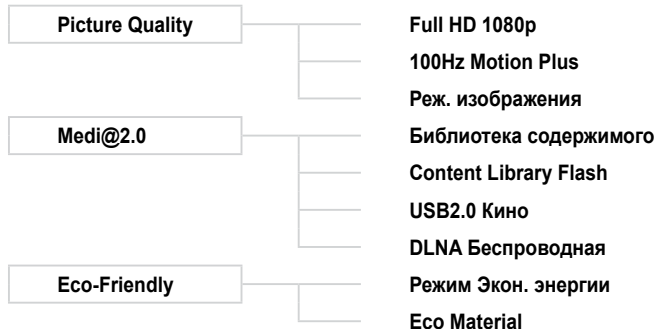 Picture Quality
Full HD 1080p
100Hz Motion Plus
Реж. изображения
Medi@2.0
Библиотека содержимого
Content Library Flash
USB2.0 Кино
DLNA Беспроводная
Eco-Friendly
Режим Экон. энергии
Eco Material